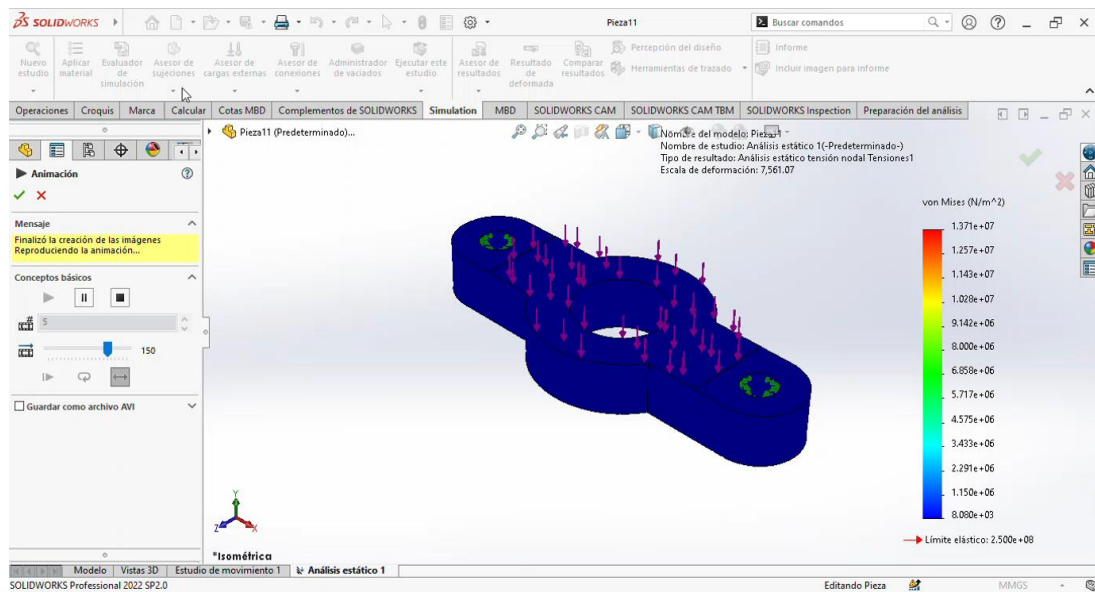 SOLIDWORKS
Pieza11
Buscar comandos
Nuevo estudio
Aplicar material
Evaluador de simulación
Asesor de sujeciones
Asesor de cargas externas
Asesor de conexiones
Administrador de vaciados
Ejecutar este estudio
Asesor de resultados
Resultado de deformada
Comparar resultados
Percepción del diseño
Herramientas de trazado
Informe
Incluir imagen para informe
Operaciones
Croquis
Marca
Calcular
Cotas MBD
Complementos de SOLIDWORKS
Simulation
MBD
SOLIDWORKS CAM
SOLIDWORKS CAM TBM
SOLIDWORKS Inspection
Preparación del análisis
Pieza11 (Predeterminado)...
Nombre del modelo: Pieza11
Nombre de estudio: Análisis estático 1(-Predeterminado-)
Tipo de resultado: Análisis estático tensión nodal Tensiones1
Escala de deformación: 7,561.07
Animación
Mensaje
Finalizó la creación de las imágenes
Reproduciendo la animación...
Conceptos básicos
5
150
Guardar como archivo AVI
von Mises (N/m^2)
1.371e+07
1.257e+07
1.143e+07
1.028e+07
9.142e+06
8.000e+06
6.858e+06
5.717e+06
4.575e+06
3.433e+06
2.291e+06
1.150e+06
8.080e+03
Límite elástico: 2.500e+08
Y
Z
X
*Isométrica
Modelo
Vistas 3D
Estudio de movimiento 1
Análisis estático 1
SOLIDWORKS Professional 2022 SP2.0
Editando Pieza
MMGS